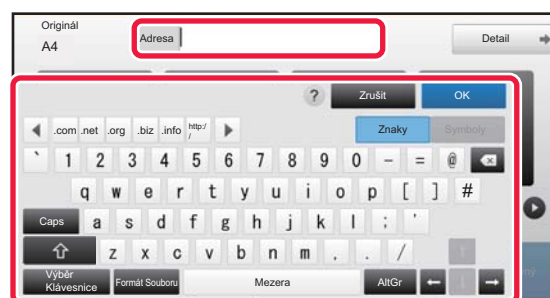 Originál
A4
Adresa
Detail
? Zrušit OK
.com .net .org .biz .info http:/
/
Znaky Symboly
` 1 2 3 4 5 6 7 8 9 0 - = @
q w e r t y u i o p [ ] #
Caps a s d f g h j k l ; '
z x c v b n m , . /
Výběr
Klávesnice
Formát Souboru Mezera AltGr